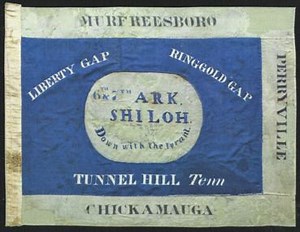 MURFREESBORO
LIBERTY GAP
RINGGOLD GAP
PERRYVILLE
6TH & 7TH ARK.
SHILOH.
Down with the tyrant.
TUNNEL HILL Tenn
CHICKAMAUGA